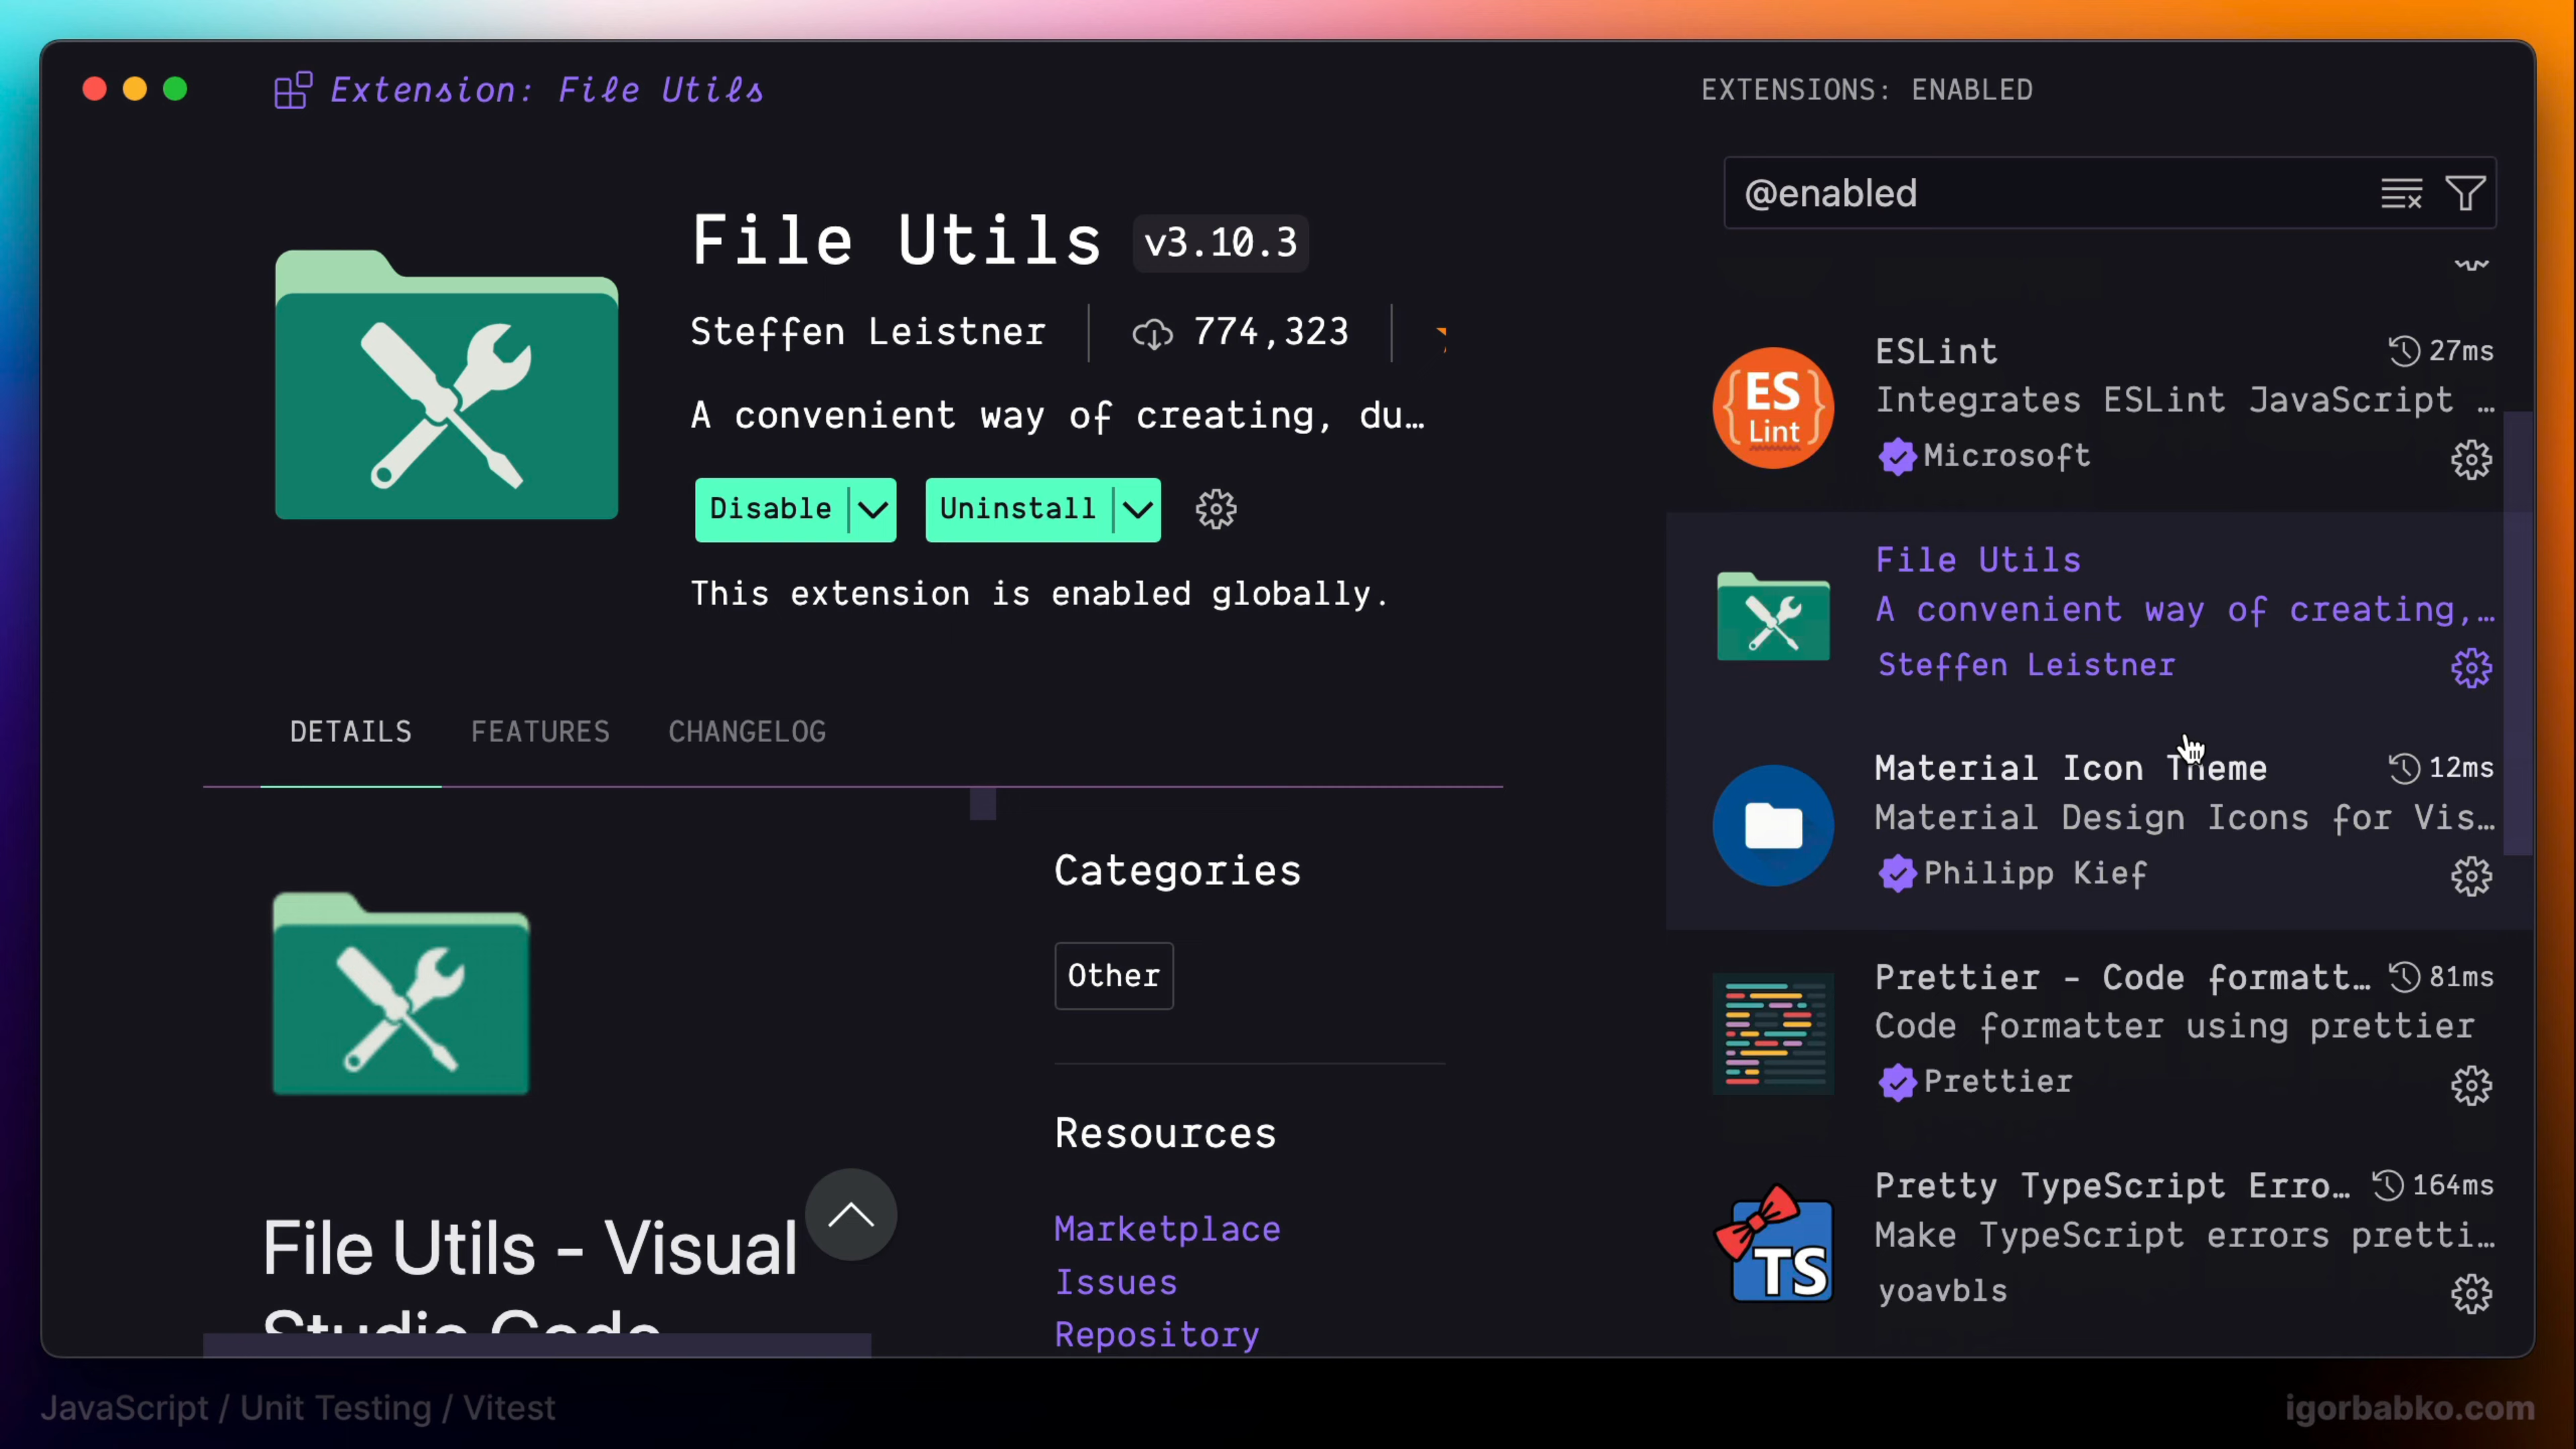 Extension: File Utils
EXTENSIONS: ENABLED
@enabled
File Utils v3.10.3
Steffen Leistner
774,323
A convenient way of creating, du…
Disable
Uninstall
This extension is enabled globally.
DETAILS
FEATURES
CHANGELOG
File Utils - Visual
Studio Code
Categories
Other
Resources
Marketplace
Issues
Repository
ESLint
27ms
Integrates ESLint JavaScript …
Microsoft
ES
Lint
File Utils
A convenient way of creating,…
Steffen Leistner
Material Icon Theme
12ms
Material Design Icons for Vis…
Philipp Kief
Prettier - Code formatt…
81ms
Code formatter using prettier
Prettier
Pretty TypeScript Erro…
164ms
Make TypeScript errors pretti…
yoavbls
TS
JavaScript / Unit Testing / Vitest
igorbabko.com